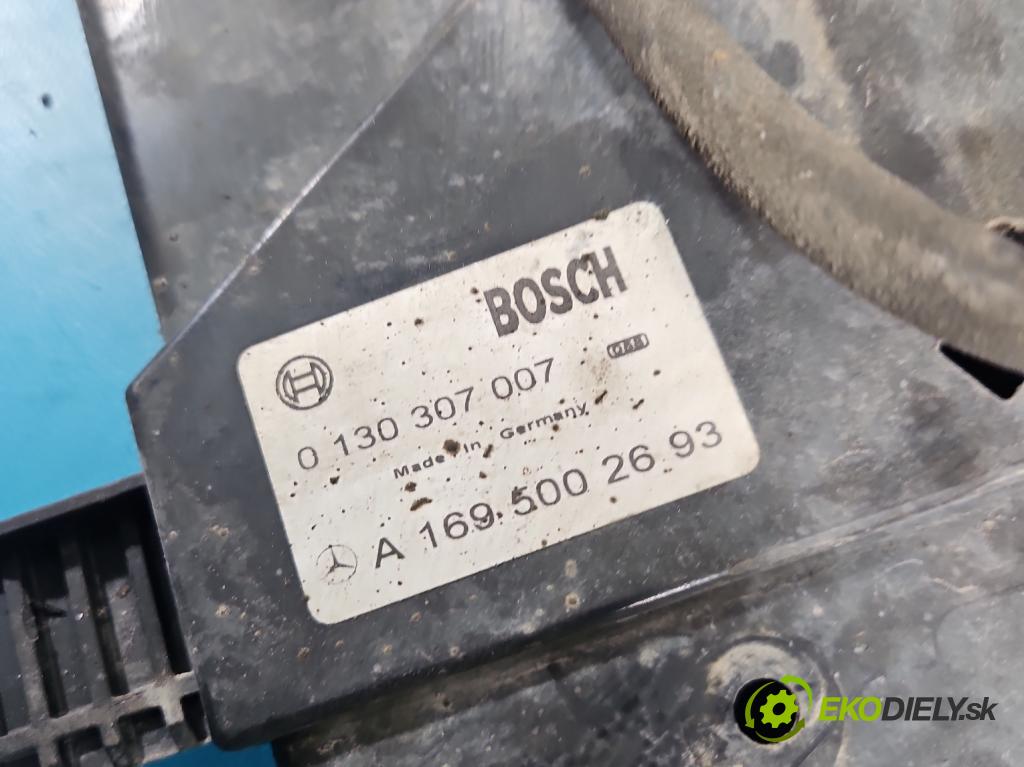 BOSCH
0 130 307 007
Made in Germany
A 169 500 26 93
EKODIELY.sk